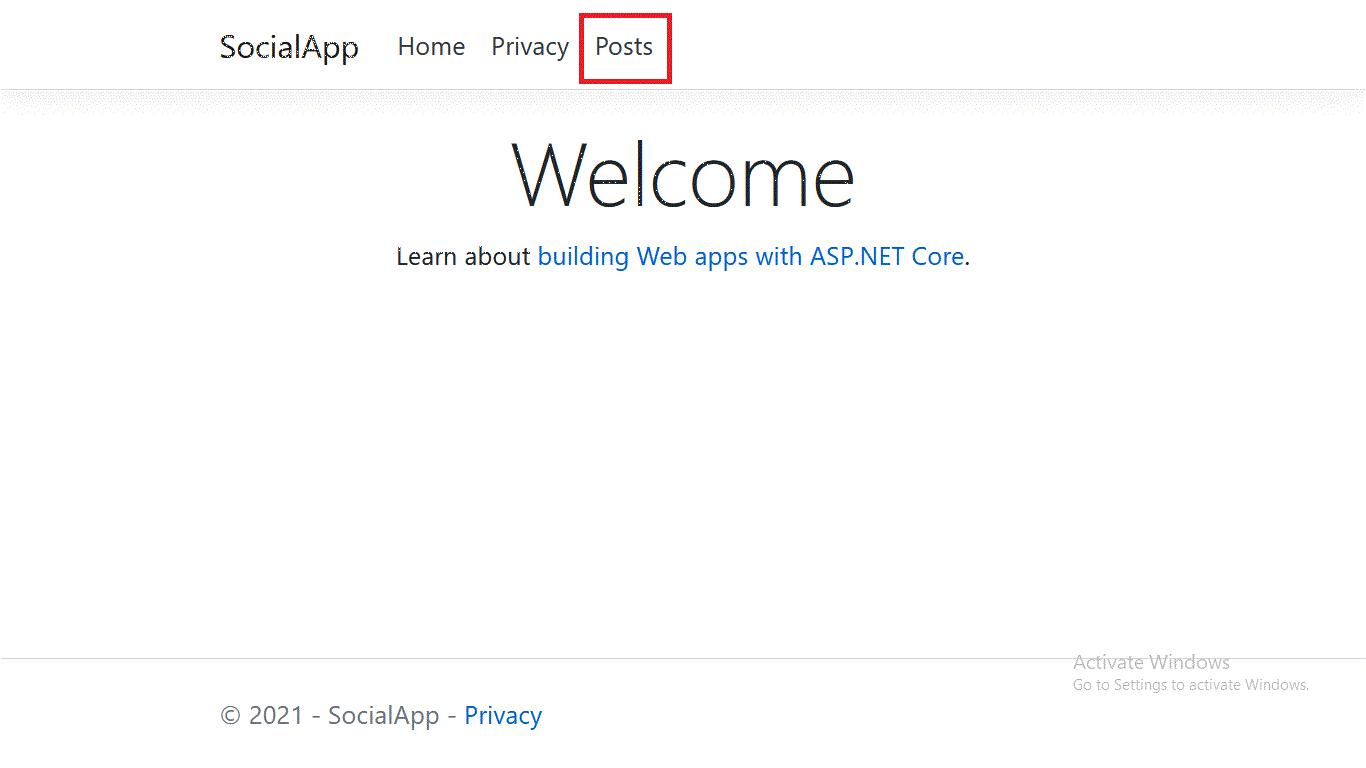 SocialApp Home Privacy Posts
Welcome
Learn about building Web apps with ASP.NET Core.
Activate Windows
Go to Settings to activate Windows.
© 2021 - SocialApp - Privacy